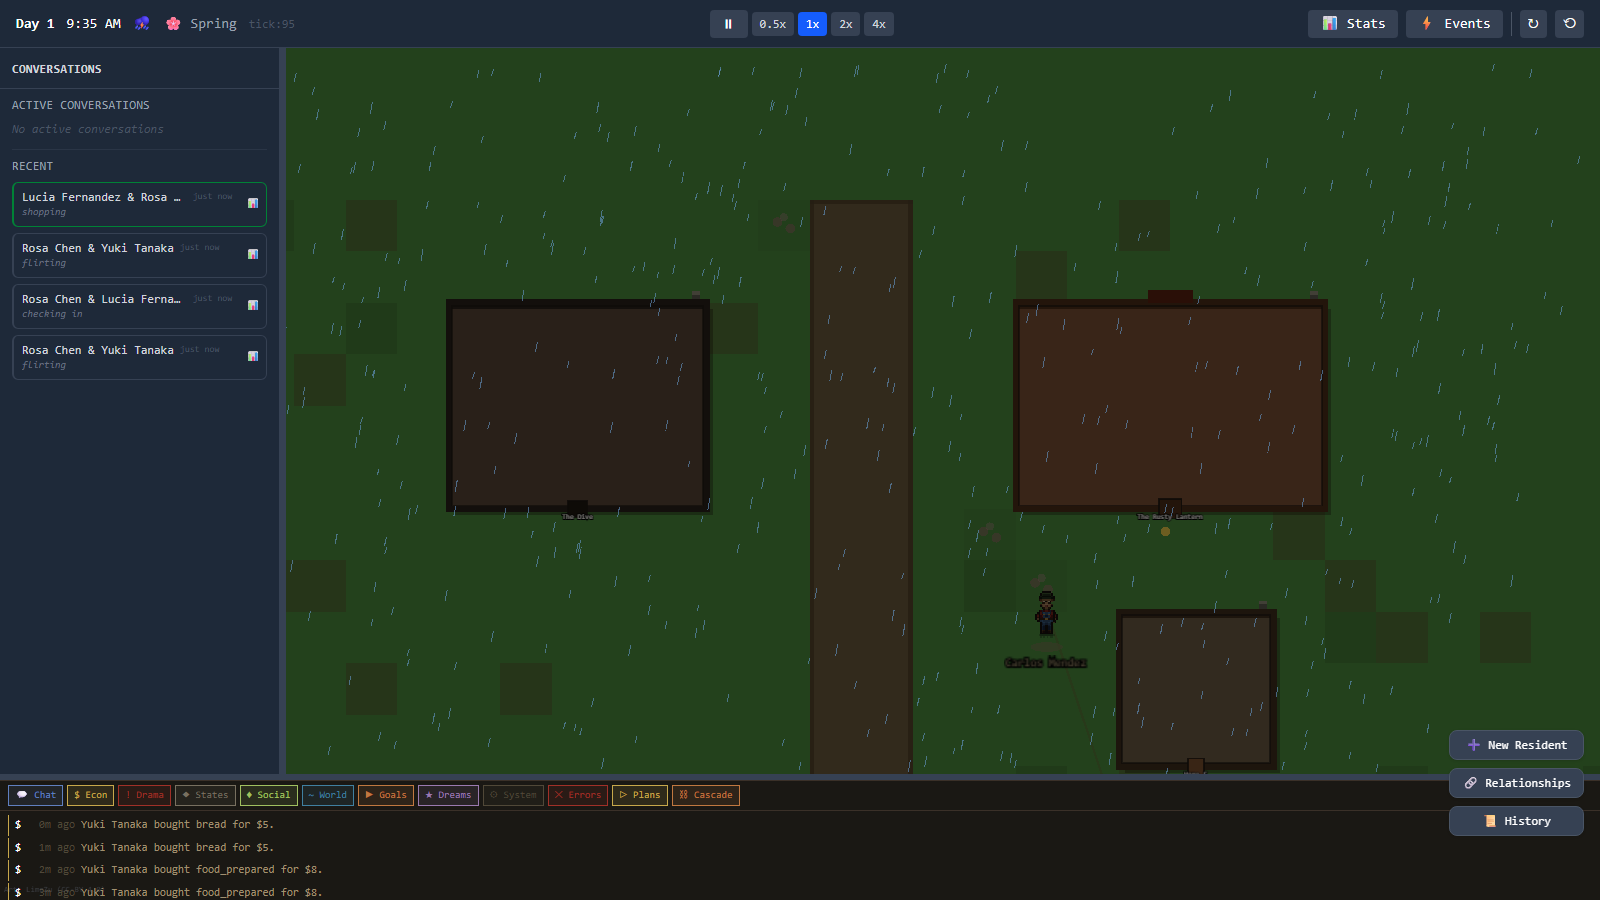 Day 1 9:35 AM Spring tick:95
0.5x 1x 2x 4x
Stats Events
CONVERSATIONS
ACTIVE CONVERSATIONS
No active conversations
RECENT
Lucia Fernandez & Rosa … just now
shopping
Rosa Chen & Yuki Tanaka just now
flirting
Rosa Chen & Lucia Ferna… just now
checking in
Rosa Chen & Yuki Tanaka just now
flirting
The Dive
The Rusty Lantern
Carlos Mendez
New Resident
Relationships
History
Chat $ Econ ! Drama States Social ~ World Goals Dreams System Errors Plans Cascade
$ 0m ago Yuki Tanaka bought bread for $5.
$ 1m ago Yuki Tanaka bought bread for $5.
$ 2m ago Yuki Tanaka bought food_prepared for $8.
$ 3m ago Yuki Tanaka bought food_prepared for $8.